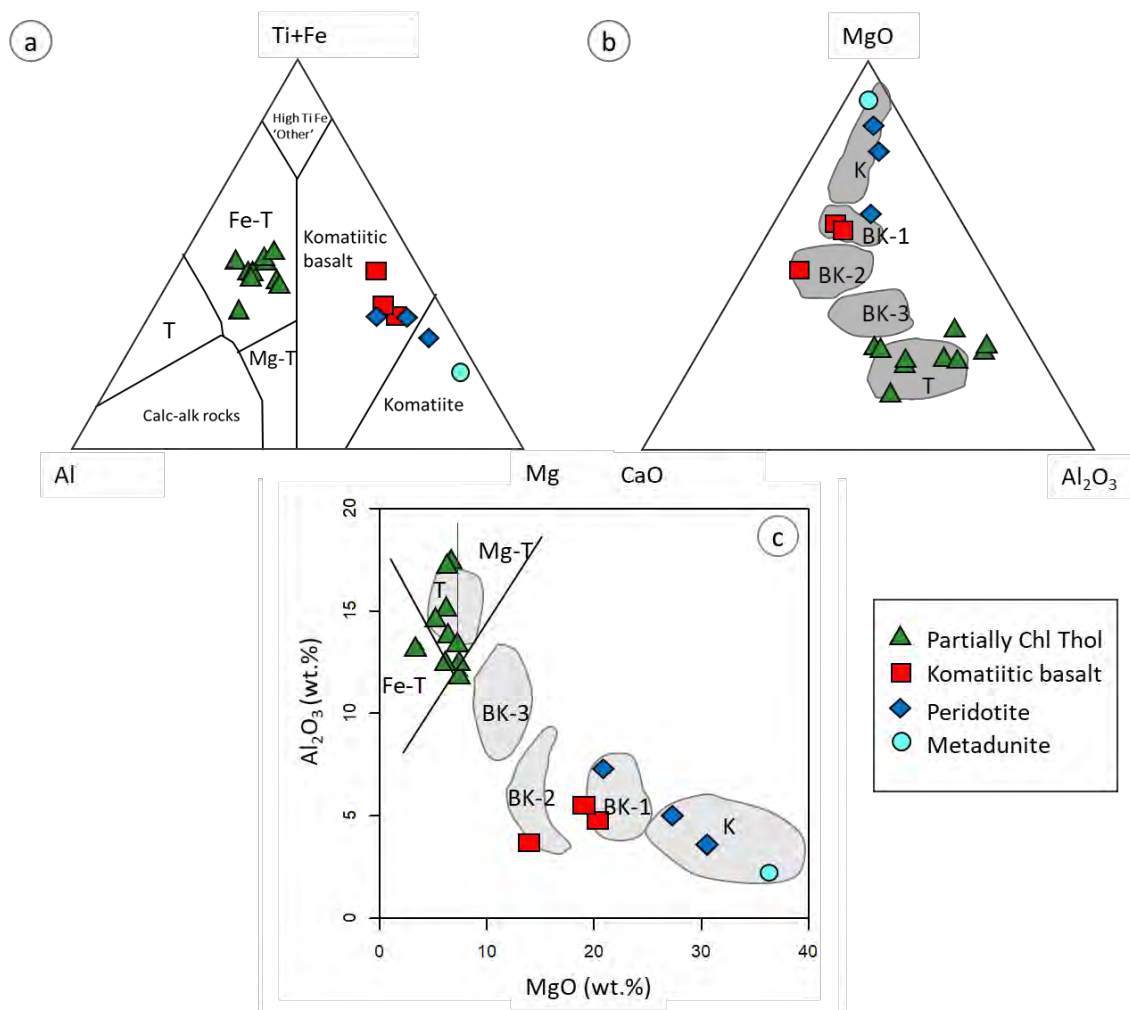 a
Ti+Fe
High Ti Fe
'Other'
Fe-T
Komatiitic
basalt
T
Mg-T
Calc-alk rocks
Komatiite
Al
Mg
b
MgO
K
BK-1
BK-2
BK-3
T
CaO
Al₂O₃
c
20
15
10
5
0
Al₂O₃ (wt.%)
Mg-T
T
Fe-T
BK-3
BK-2
BK-1
K
0
10
20
30
40
MgO (wt.%)
Partially Chl Thol
Komatiitic basalt
Peridotite
Metadunite